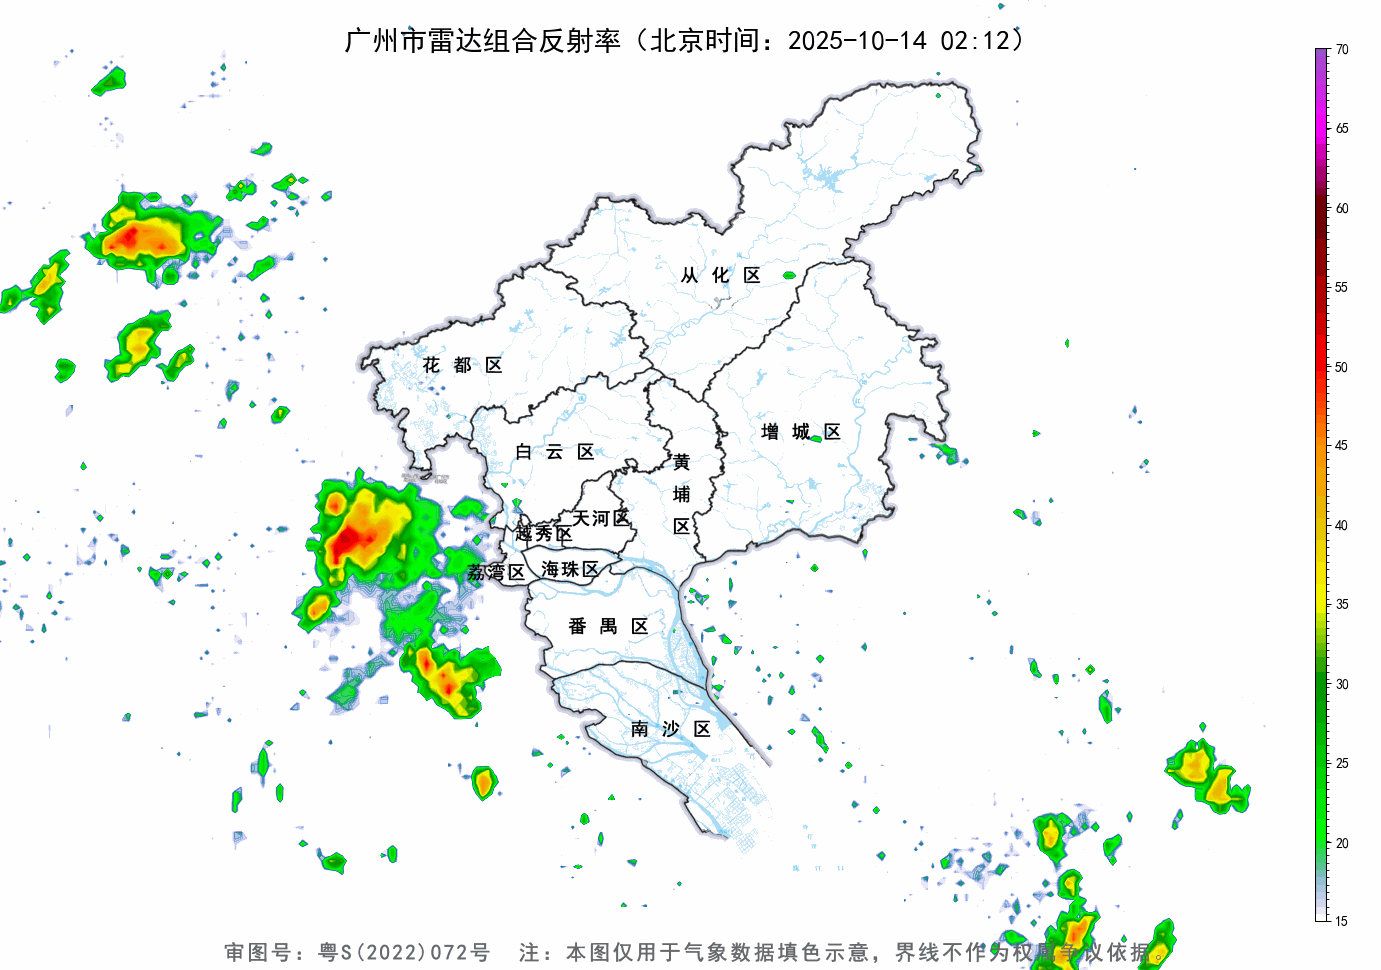 广州市雷达组合反射率（北京时间：2025-10-14 02:12）
70
65
60
55
50
45
40
35
30
25
20
15
从化区
花都区
增城区
白云区
黄埔区
天河区
越秀区
荔湾区
海珠区
番禺区
南沙区
审图号：粤S(2022)072号 注：本图仅用于气象数据填色示意，界线不作为权属争议依据。